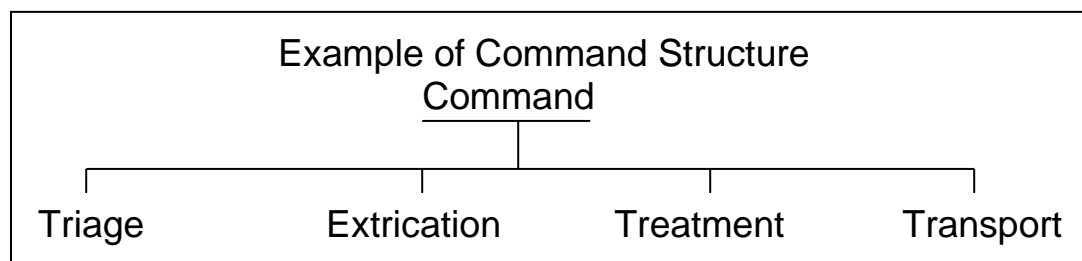 Example of Command Structure
Command
Triage Extrication Treatment Transport